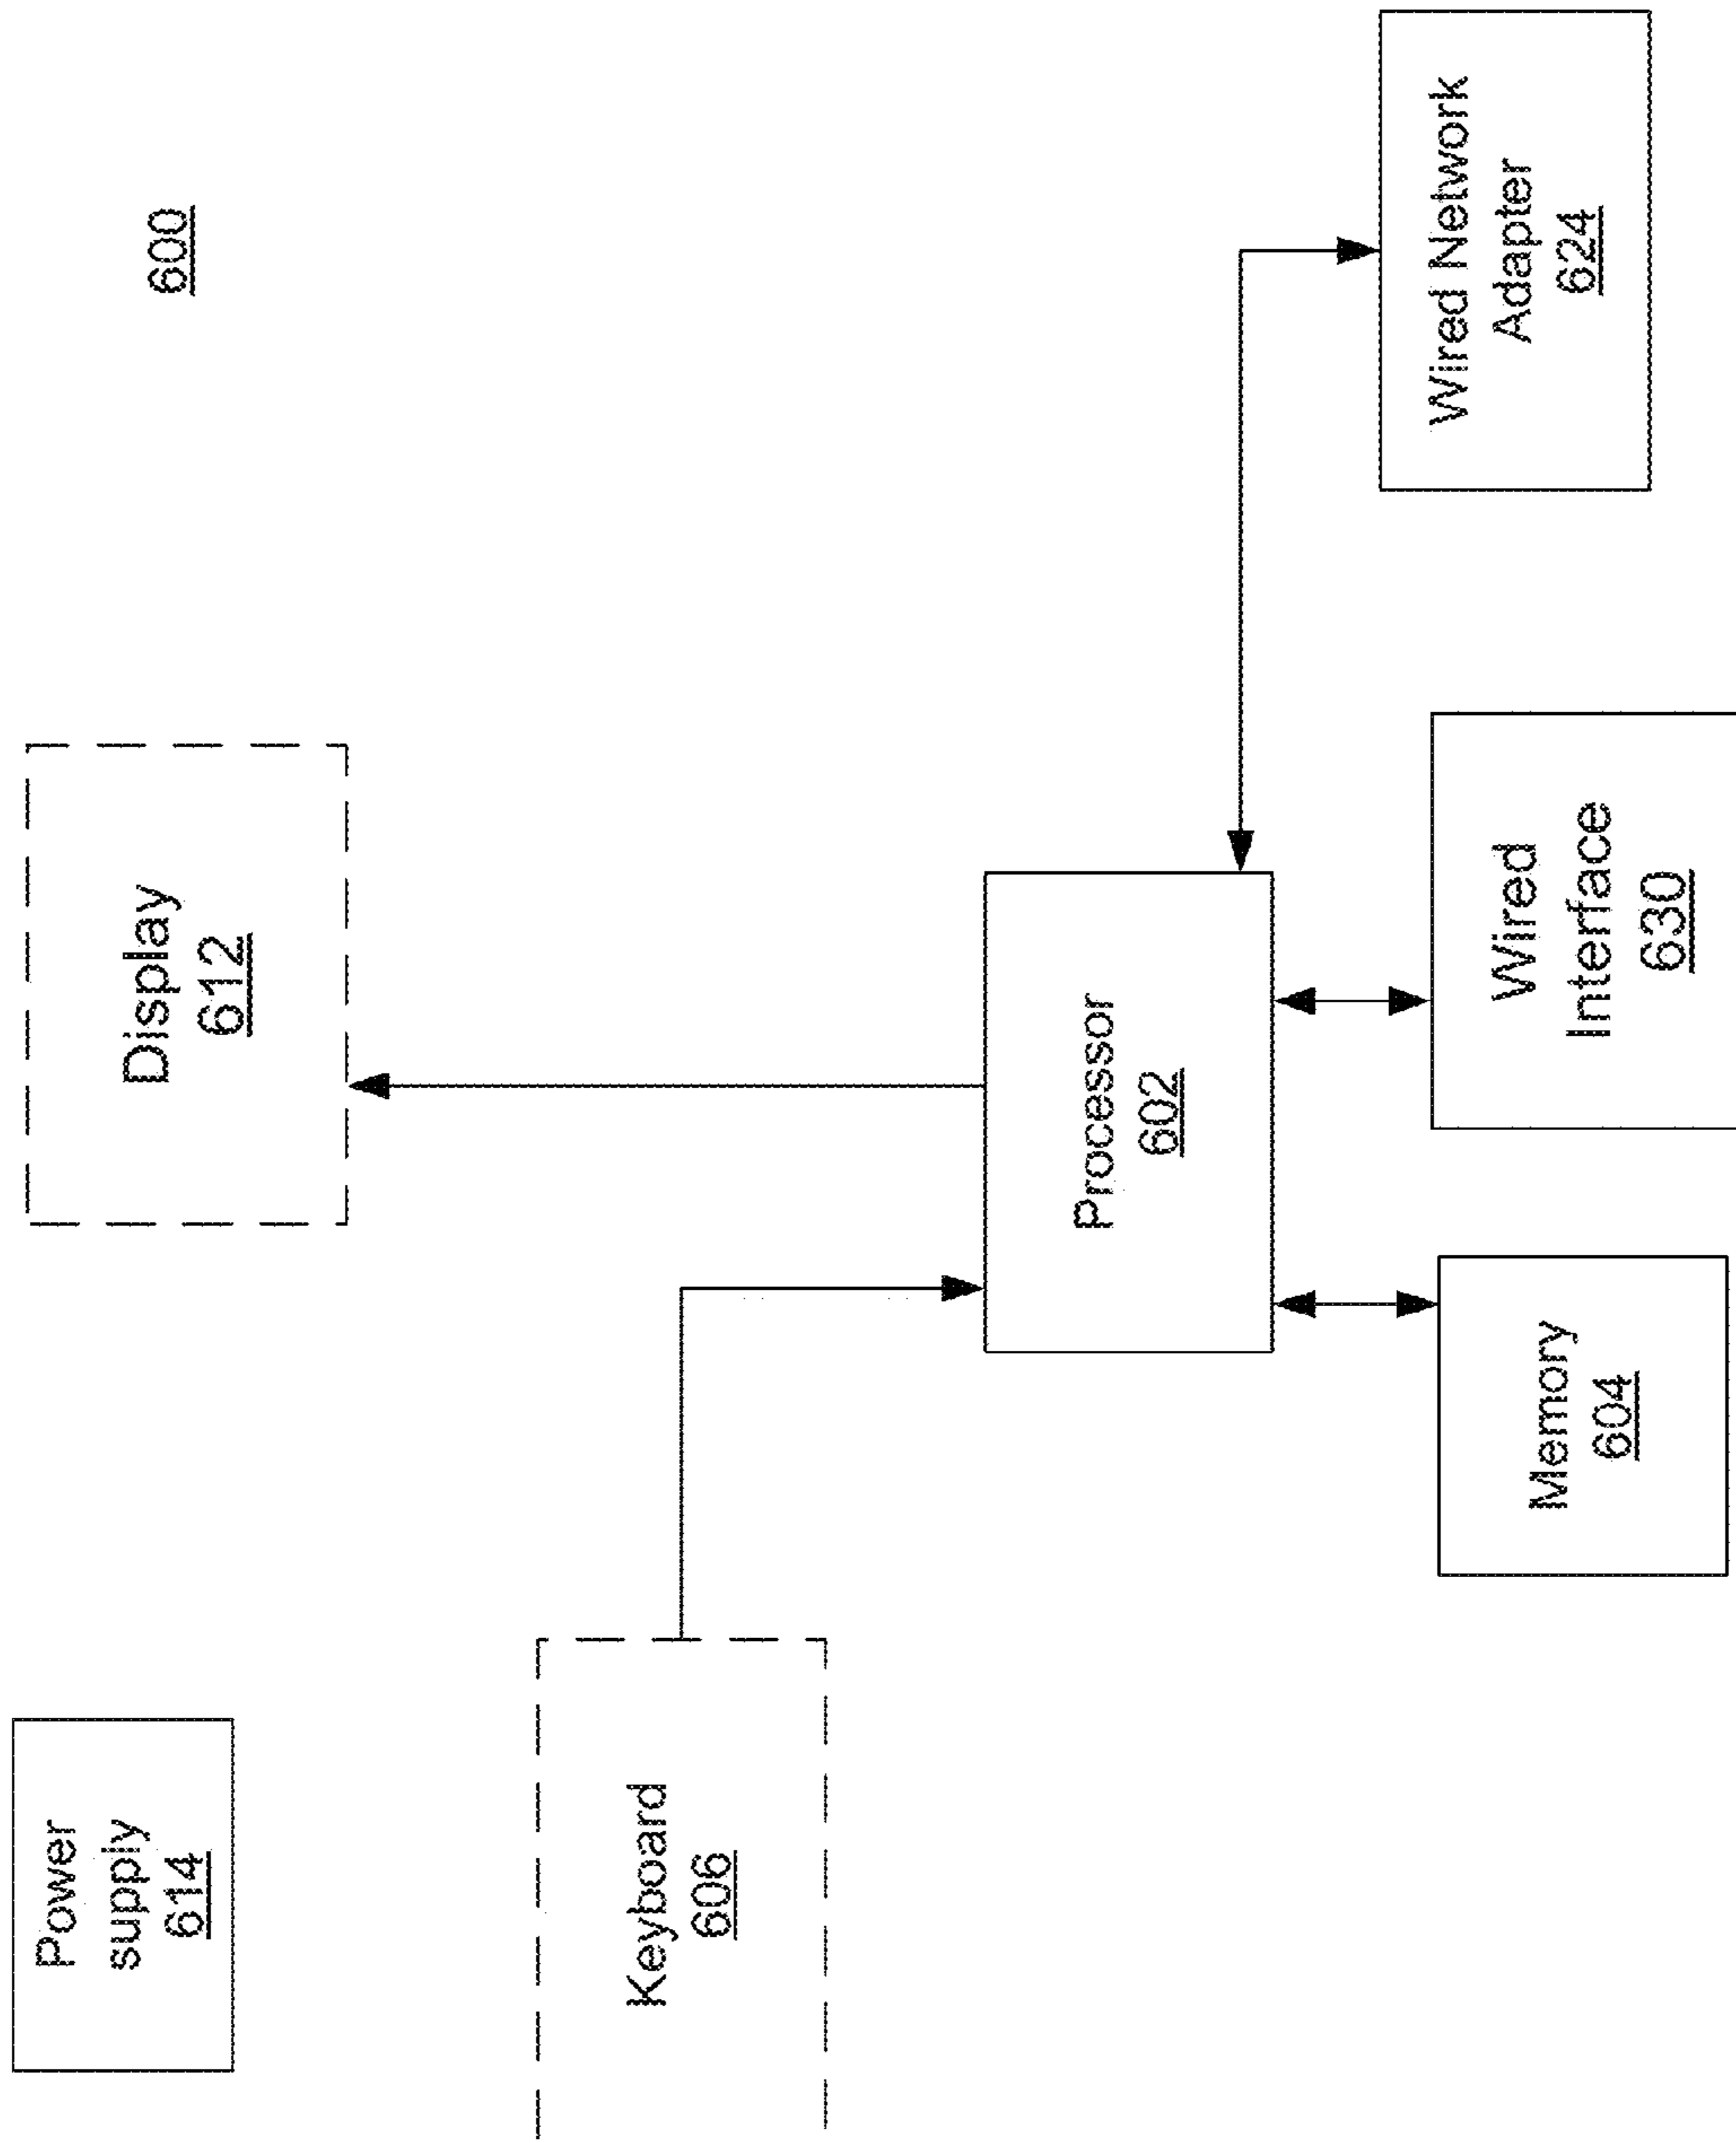 600
Power
supply
614
Display
612
Keyboard
606
Processor
602
Memory
604
Wired
Interface
630
Wired Network
Adapter
624